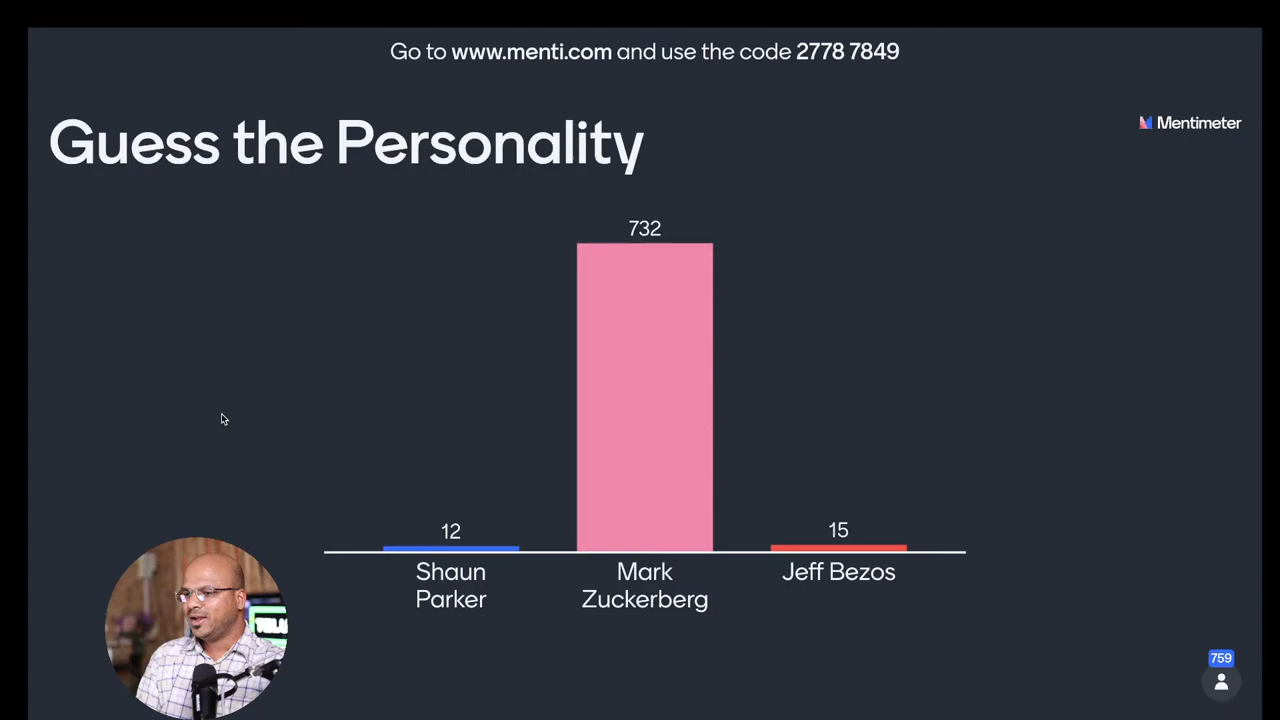 Go to www.menti.com and use the code 2778 7849
Guess the Personality
Mentimeter
732
12
15
Shaun
Parker
Mark
Zuckerberg
Jeff Bezos
759